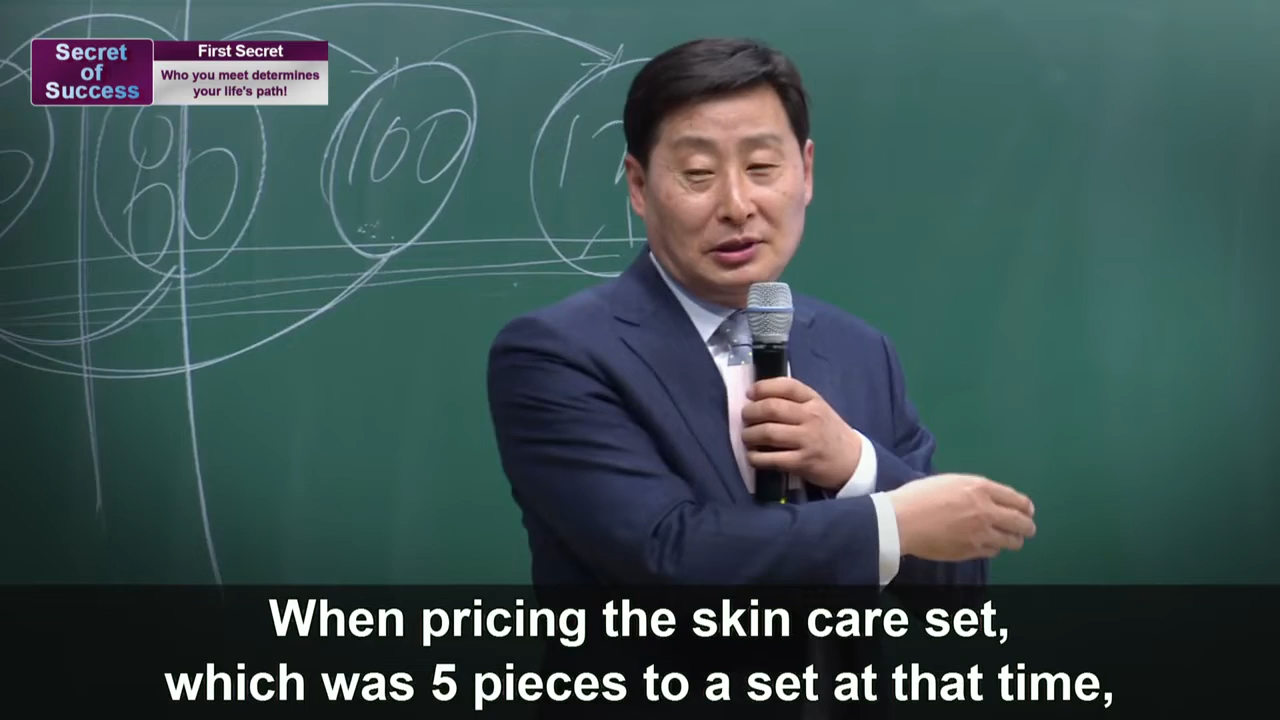 Secret
of
Success
First Secret
Who you meet determines
your life's path!
100
When pricing the skin care set,
which was 5 pieces to a set at that time,